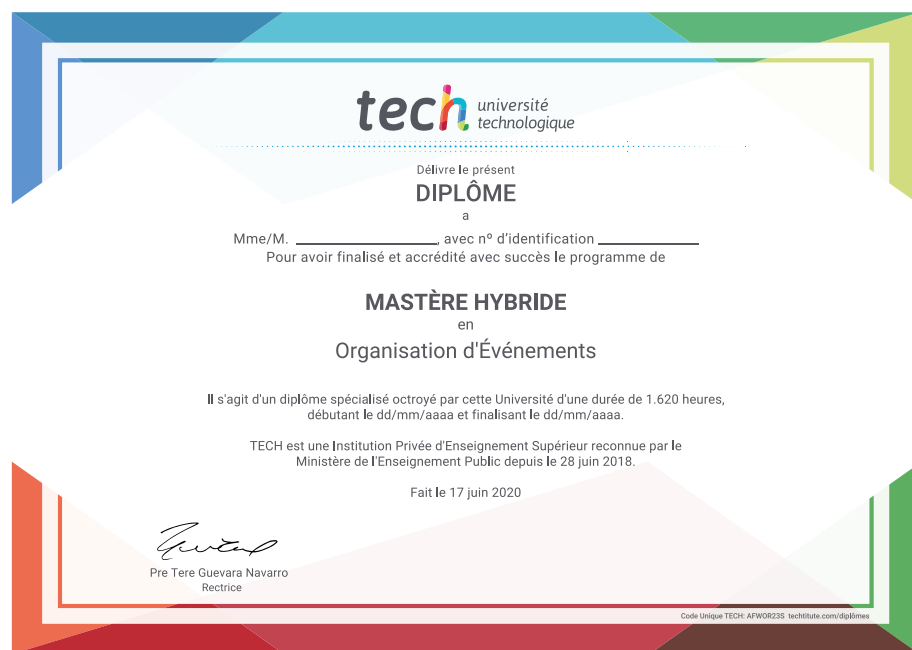 tech université
technologique
Délivre le présent
DIPLÔME
a
Mme/M. , avec nº d'identification
Pour avoir finalisé et accrédité avec succès le programme de
MASTÈRE HYBRIDE
en
Organisation d'Événements
Il s'agit d'un diplôme spécialisé octroyé par cette Université d'une durée de 1.620 heures,
débutant le dd/mm/aaaa et finalisant le dd/mm/aaaa.
TECH est une Institution Privée d'Enseignement Supérieur reconnue par le
Ministère de l'Enseignement Public depuis le 28 juin 2018.
Fait le 17 juin 2020
Pre Tere Guevara Navarro
Rectrice
Code Unique TECH: AFWOR23S techtitute.com/diplômes